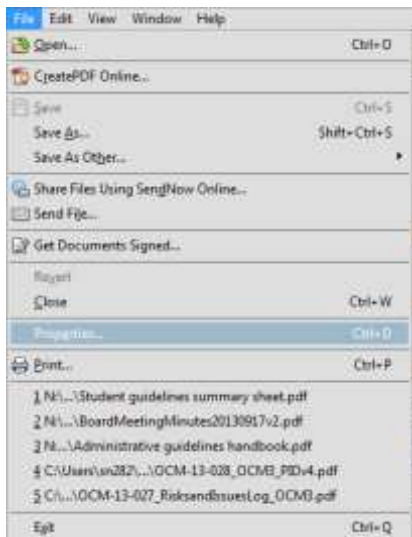 File Edit View Window Help
Open... Ctrl+O
CreatePDF Online...
Save Ctrl+S
Save As... Shift+Ctrl+S
Save As Other...
Share Files Using SendNow Online...
Send File...
Get Documents Signed...
Revert
Close Ctrl+W
Properties... Ctrl+D
Print... Ctrl+P
1 N:\...\Student guidelines summary sheet.pdf
2 N:\...\BoardMeetingMinutes20130917v2.pdf
3 N:\...\Administrative guidelines handbook.pdf
4 C:\Users\sn282\...\OCM-13-028_OCM3_PIDv4.pdf
5 C:\...\OCM-13-027_RisksandIssuesLog_OCM3.pdf
Exit Ctrl+Q